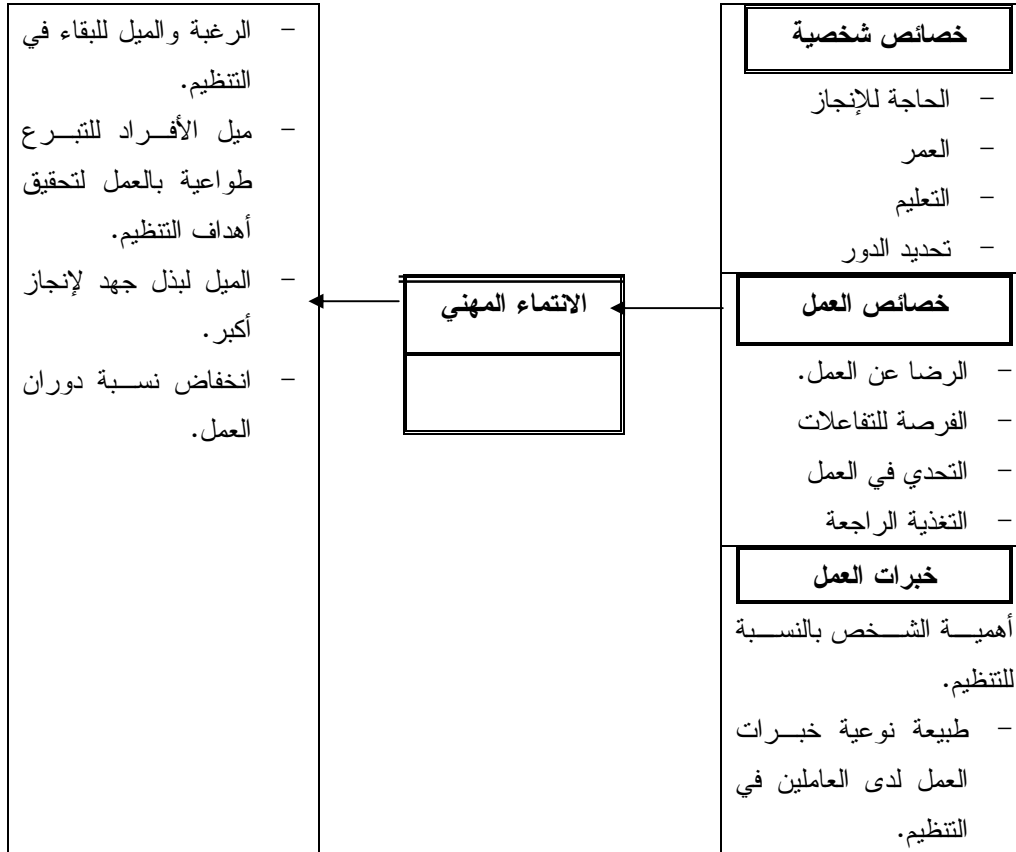 خصائص شخصية
- الحاجة للإنجاز
- العمر
- التعليم
- تحديد الدور
خصائص العمل
- الرضا عن العمل.
- الفرصة للتفاعلات
- التحدي في العمل
- التغذية الراجعة
خبرات العمل
أهمية الشخص بالنسبة
للتنظيم.
- طبيعة نوعية خبرات
العمل لدى العاملين في
التنظيم.
الانتماء المهني
- الرغبة والميل للبقاء في
التنظيم.
- ميل الأفراد للتبرع
طواعية بالعمل لتحقيق
أهداف التنظيم.
- الميل لبذل جهد لإنجاز
أكبر.
- انخفاض نسبة دوران
العمل.